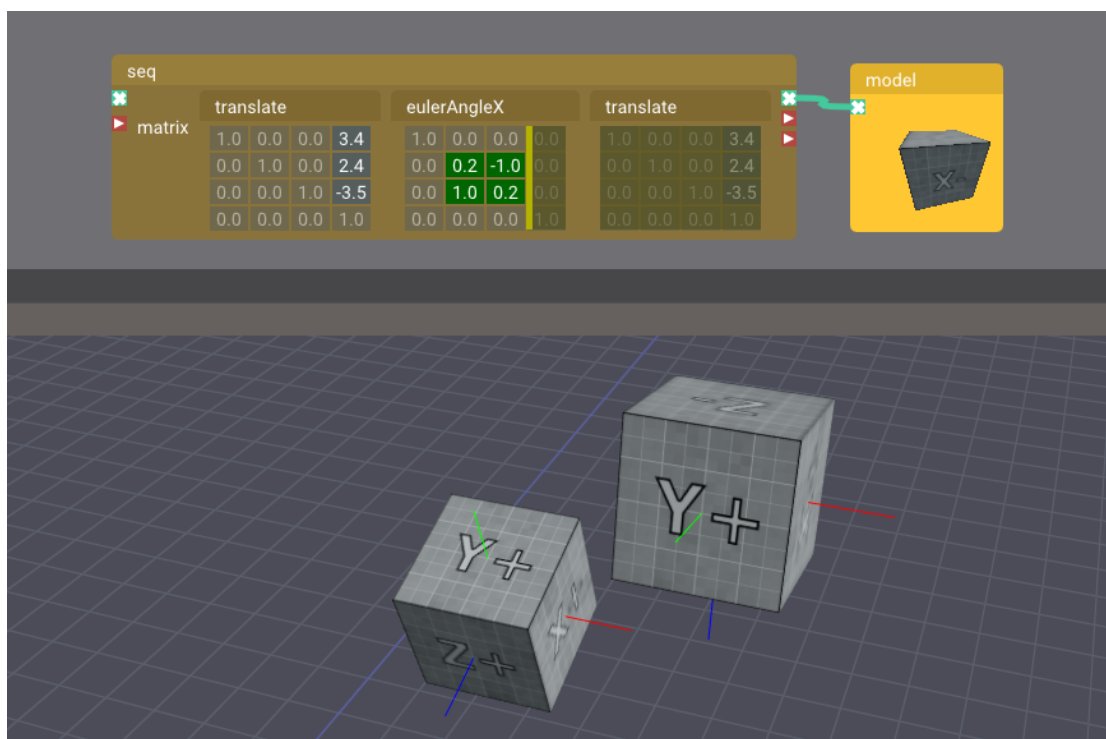 seq
model
translate eulerAngleX translate
matrix
1.0 0.0 0.0 3.4 1.0 0.0 0.0 0.0 1.0 0.0 0.0 3.4
0.0 1.0 0.0 2.4 0.0 0.2 -1.0 0.0 0.0 1.0 0.0 2.4
0.0 0.0 1.0 -3.5 0.0 1.0 0.2 0.0 0.0 0.0 1.0 -3.5
0.0 0.0 0.0 1.0 0.0 0.0 0.0 1.0 0.0 0.0 0.0 1.0
-Z
Y+
Y+
Z+